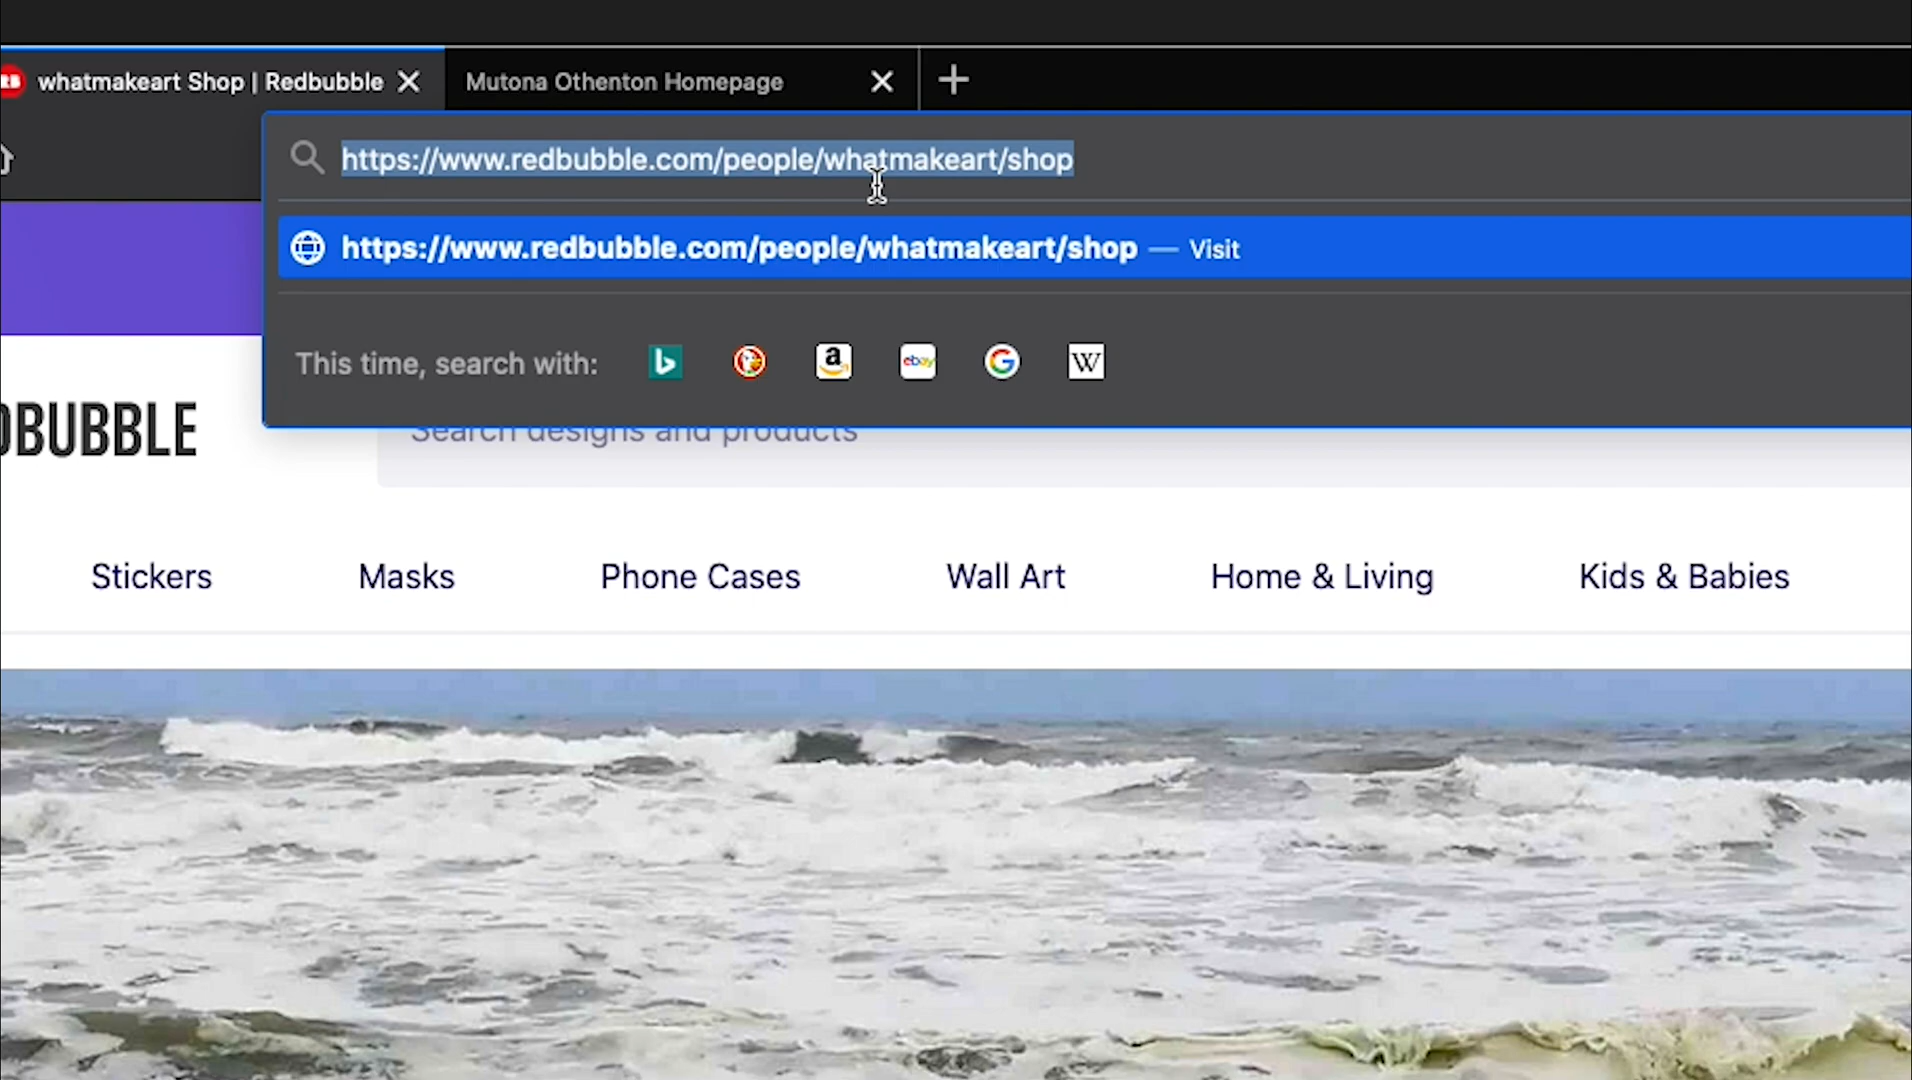 whatmakeart Shop | Redbubble
Mutona Othenton Homepage
https://www.redbubble.com/people/whatmakeart/shop
https://www.redbubble.com/people/whatmakeart/shop — Visit
This time, search with:
DBUBBLE
Search designs and products
Stickers Masks Phone Cases Wall Art Home & Living Kids & Babies